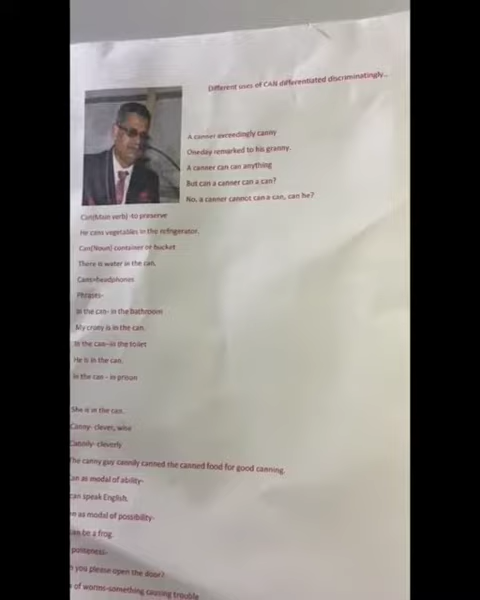 Different uses of CAN differentiated discriminatingly..
A canner exceedingly canny
Oneday remarked to his granny.
A canner can can anything
But can a canner can a can?
No, a canner cannot can a can, can he?
Can(Main verb) -to preserve
He cans vegetables in the refrigerator.
Can(Noun) container or bucket
There is water in the can.
Cans=headphones
Phrases-
In the can- in the bathroom
My crony is in the can.
In the can-in the toilet
He is in the can.
In the can - in prison
She is in the can.
Canny- clever, wise
Cannily- cleverly
The canny guy cannily canned the canned food for good canning.
an as modal of ability-
can speak English.
n as modal of possibility-
can be a frog.
politeness-
you please open the door?
of worms-something causing trouble